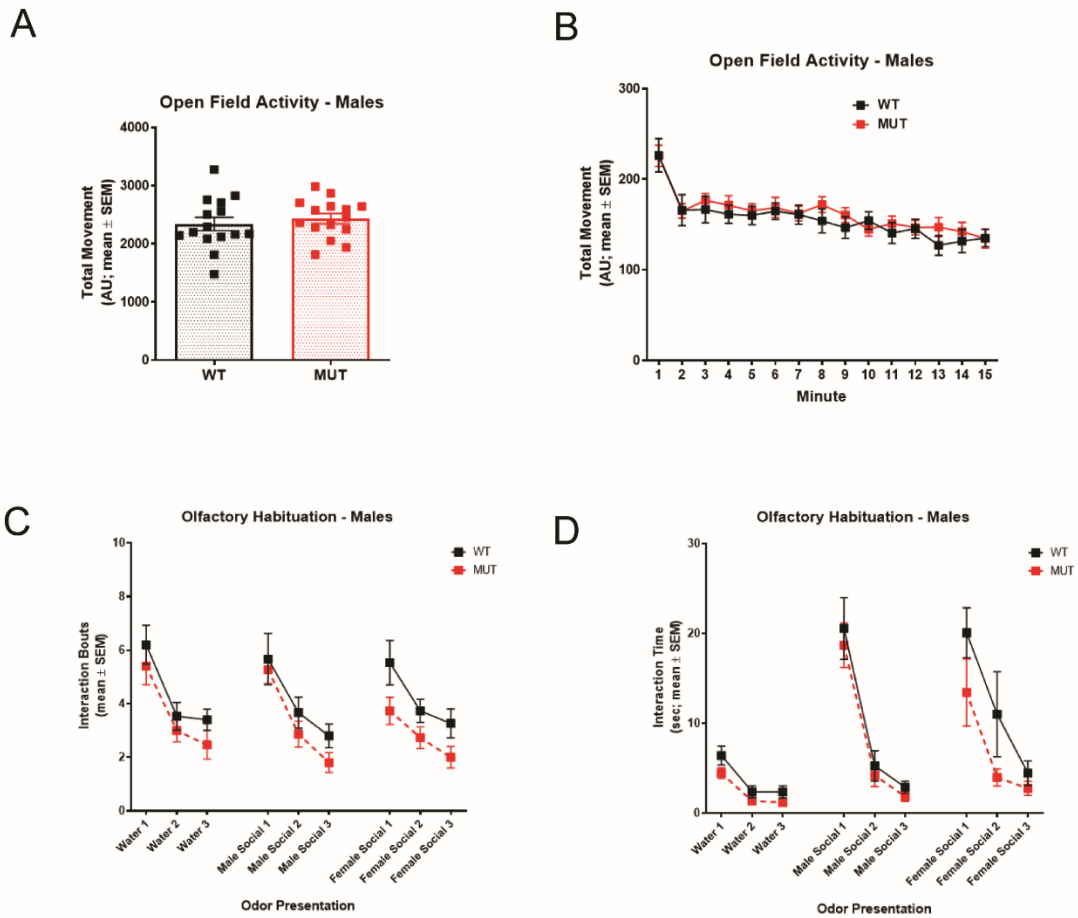 A
Open Field Activity - Males
Total Movement
(AU; mean ± SEM)
4000
3000
2000
1000
0
WT
MUT
B
Open Field Activity - Males
WT
MUT
Total Movement
(AU; mean ± SEM)
300
200
100
0
1 2 3 4 5 6 7 8 9 10 11 12 13 14 15
Minute
C
Olfactory Habituation - Males
WT
MUT
Interaction Bouts
(mean ± SEM)
10
8
6
4
2
0
Water 1
Water 2
Water 3
Male Social 1
Male Social 2
Male Social 3
Female Social 1
Female Social 2
Female Social 3
Odor Presentation
D
Olfactory Habituation - Males
WT
MUT
Interaction Time
(sec; mean ± SEM)
30
20
10
0
Water 1
Water 2
Water 3
Male Social 1
Male Social 2
Male Social 3
Female Social 1
Female Social 2
Female Social 3
Odor Presentation